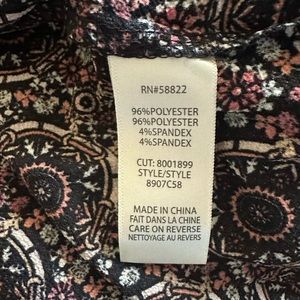 RN#58822
96%POLYESTER
96%POLYESTER
4%SPANDEX
4%SPANDEX
CUT: 8001899
STYLE/STYLE
8907C58
MADE IN CHINA
FAIT DANS LA CHINE
CARE ON REVERSE
NETTOYAGE AU REVERS